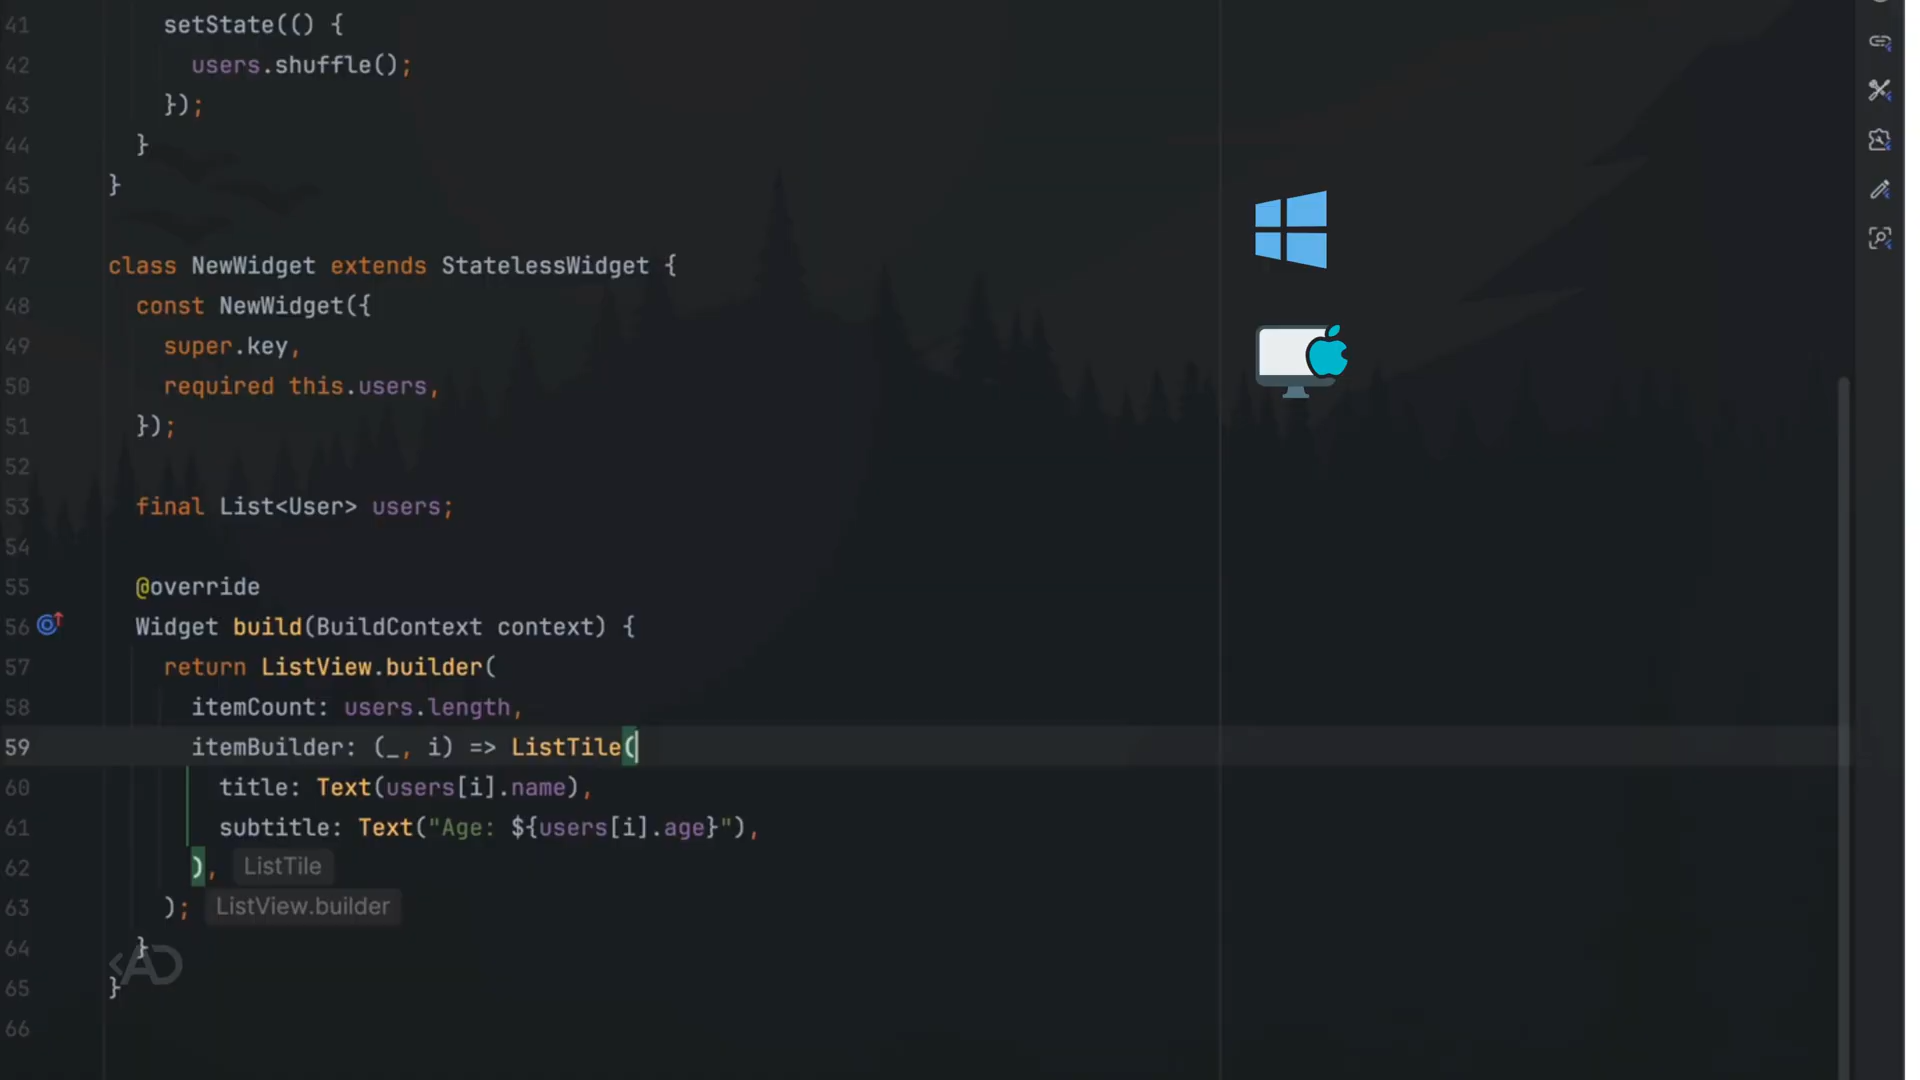 41 setState(() {
42 users.shuffle();
43 });
44 }
45 }
46
47 class NewWidget extends StatelessWidget {
48 const NewWidget({
49 super.key,
50 required this.users,
51 });
52
53 final List<User> users;
54
55 @override
56 Widget build(BuildContext context) {
57 return ListView.builder(
58 itemCount: users.length,
59 itemBuilder: (_, i) => ListTile(
60 title: Text(users[i].name),
61 subtitle: Text("Age: ${users[i].age}"),
62 ), ListTile
63 ); ListView.builder
64 }
<AD
65 }
66